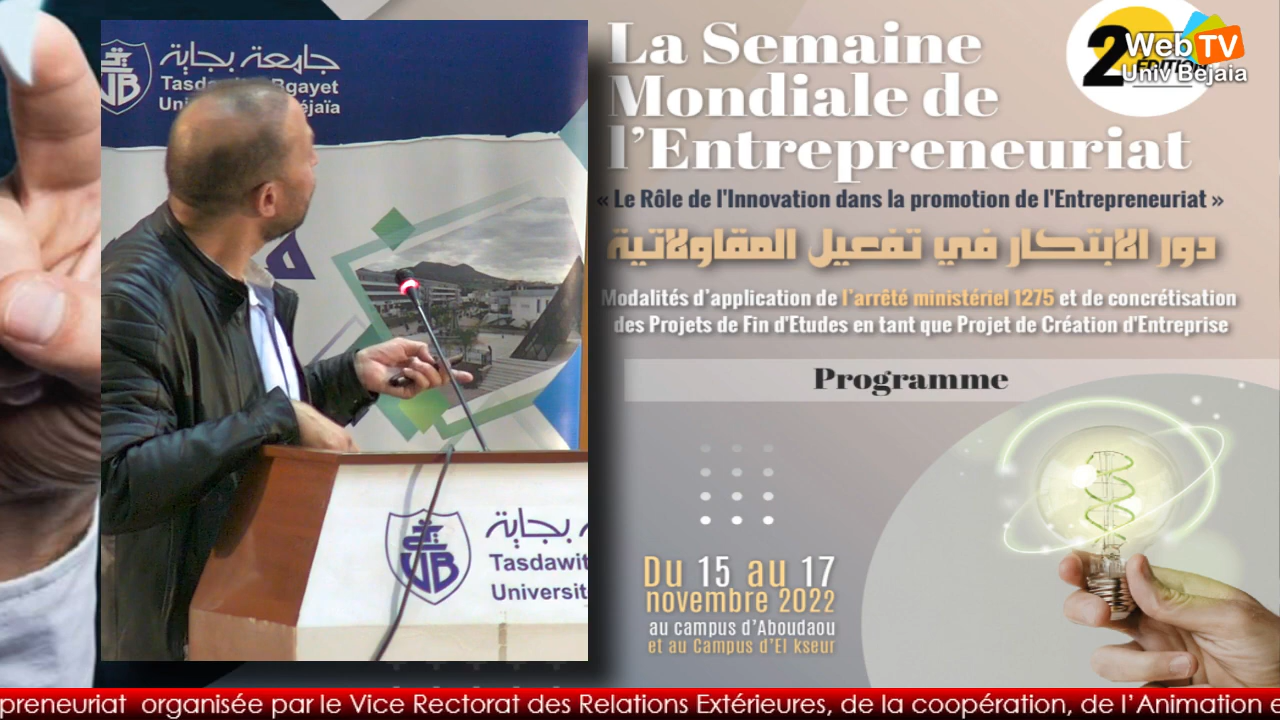 جامعة بجاية
Tasdawit Bgayet
Béjaïa
La Semaine
Mondiale de
l'Entrepreneuriat
2
EDITION
Web TV
Univ Bejaia
« Le Rôle de l'Innovation dans la promotion de l'Entrepreneuriat »
دور الابتكار في تفعيل المقاولاتية
Modalités d'application de l'arrêté ministériel 1275 et de concrétisation
des Projets de Fin d'Etudes en tant que Projet de Création d'Entreprise
Programme
Du 15 au 17
novembre 2022
au campus d'Aboudaou
et au Campus d'El kseur
بجاية
Tasdawit
Universit
preneuriat organisée par le Vice Rectorat des Relations Extérieures, de la coopération, de l'Animation e